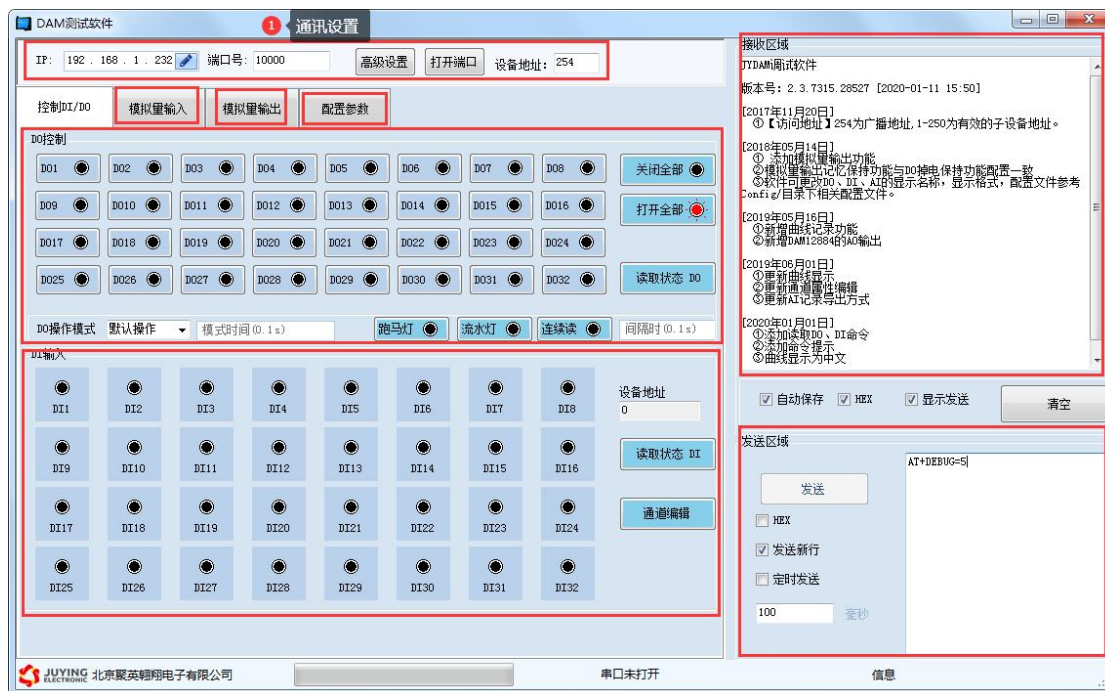 DAM测试软件
1 通讯设置
IP: 192 . 168 . 1 . 232 端口号: 10000 高级设置 打开端口 设备地址: 254
控制DI/DO 模拟量输入 模拟量输出 配置参数
DO控制
DO1 DO2 DO3 DO4 DO5 DO6 DO7 DO8 关闭全部
DO9 DO10 DO11 DO12 DO13 DO14 DO15 DO16 打开全部
DO17 DO18 DO19 DO20 DO21 DO22 DO23 DO24
DO25 DO26 DO27 DO28 DO29 DO30 DO31 DO32 读取状态 DO
DO操作模式 默认操作 模式时间(0.1s) 跑马灯 流水灯 连续读 间隔时(0.1s)
DI输入
DI1 DI2 DI3 DI4 DI5 DI6 DI7 DI8
设备地址
0
DI9 DI10 DI11 DI12 DI13 DI14 DI15 DI16 读取状态 DI
DI17 DI18 DI19 DI20 DI21 DI22 DI23 DI24 通道编辑
DI25 DI26 DI27 DI28 DI29 DI30 DI31 DI32
接收区域
JYDAM调试软件
版本号: 2.3.7315.28527 [2020-01-11 15:50]
[2017年11月20日]
①【访问地址】254为广播地址,1-250为有效的子设备地址。
[2018年05月14日]
① 添加模拟量输出功能
②模拟量输出记忆保持功能与DO掉电保持功能配置一致
③软件可更改DO、DI、AI的显示名称，显示格式，配置文件参考
Config/目录下相关配置文件。
[2019年05月16日]
①新增曲线记录功能
②新增DAM12884的AO输出
[2019年06月01日]
①更新曲线显示
②更新通道属性编辑
③更新AI记录导出方式
[2020年01月01日]
①添加读取DO、DI命令
②添加命令提示
③曲线显示为中文
自动保存 HEX 显示发送 清空
发送区域
AT+DEBUG=5
发送
HEX
发送新行
定时发送
100 毫秒
JUYING ELECTRONIC 北京聚英翱翔电子有限公司 串口未打开 信息